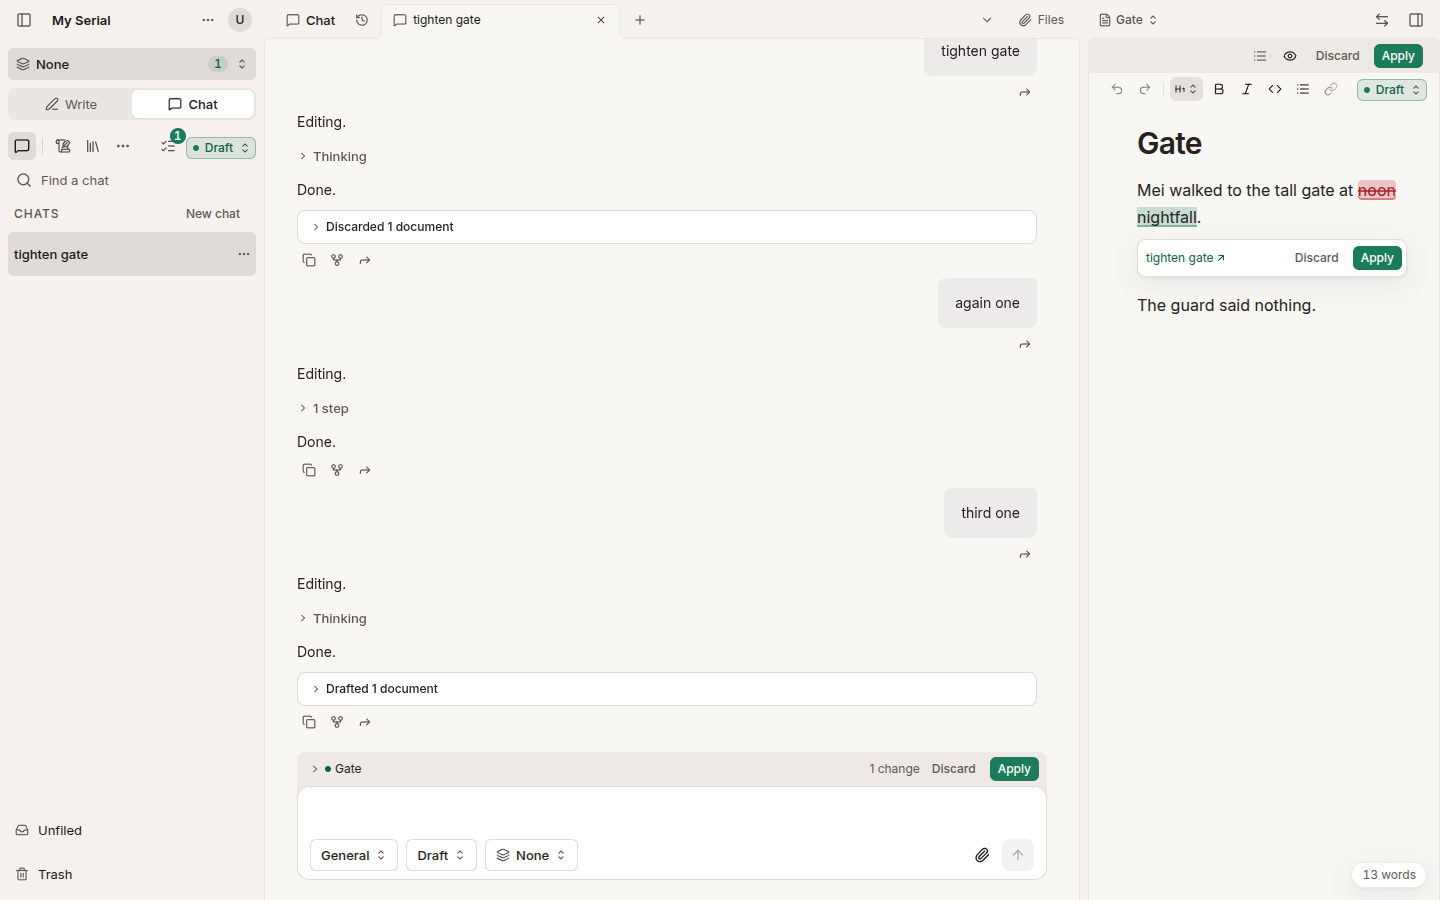 My Serial
U
None
1
Write
Chat
1
Draft
Find a chat
CHATS
New chat
tighten gate
Unfiled
Trash
Chat
tighten gate
Files
tighten gate
Editing.
Thinking
Done.
Discarded 1 document
again one
Editing.
1 step
Done.
third one
Editing.
Thinking
Done.
Drafted 1 document
Gate
1 change
Discard
Apply
General
Draft
None
Gate
Discard
Apply
H1
B
I
Draft
Gate
Mei walked to the tall gate at noon
nightfall.
tighten gate
Discard
Apply
The guard said nothing.
13 words